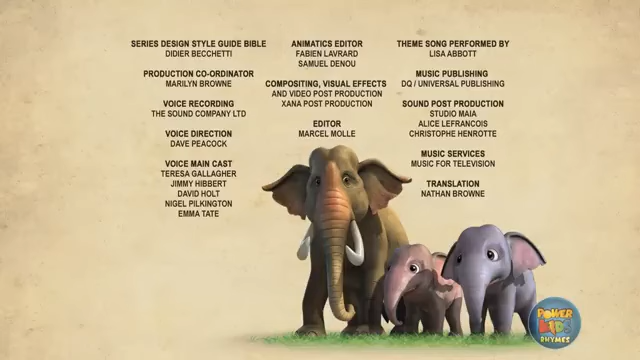 SERIES DESIGN STYLE GUIDE BIBLE
DIDIER BECCHETTI
PRODUCTION CO-ORDINATOR
MARILYN BROWNE
VOICE RECORDING
THE SOUND COMPANY LTD
VOICE DIRECTION
DAVE PEACOCK
VOICE MAIN CAST
TERESA GALLAGHER
JIMMY HIBBERT
DAVID HOLT
NIGEL PILKINGTON
EMMA TATE
ANIMATICS EDITOR
FABIEN LAVRARD
SAMUEL DENOU
COMPOSITING, VISUAL EFFECTS
AND VIDEO POST PRODUCTION
XANA POST PRODUCTION
EDITOR
MARCEL MOLLE
THEME SONG PERFORMED BY
LISA ABBOTT
MUSIC PUBLISHING
DQ / UNIVERSAL PUBLISHING
SOUND POST PRODUCTION
STUDIO MAIA
ALICE LEFRANCOIS
CHRISTOPHE HENROTTE
MUSIC SERVICES
MUSIC FOR TELEVISION
TRANSLATION
NATHAN BROWNE
POWER
KIDS
RHYMES